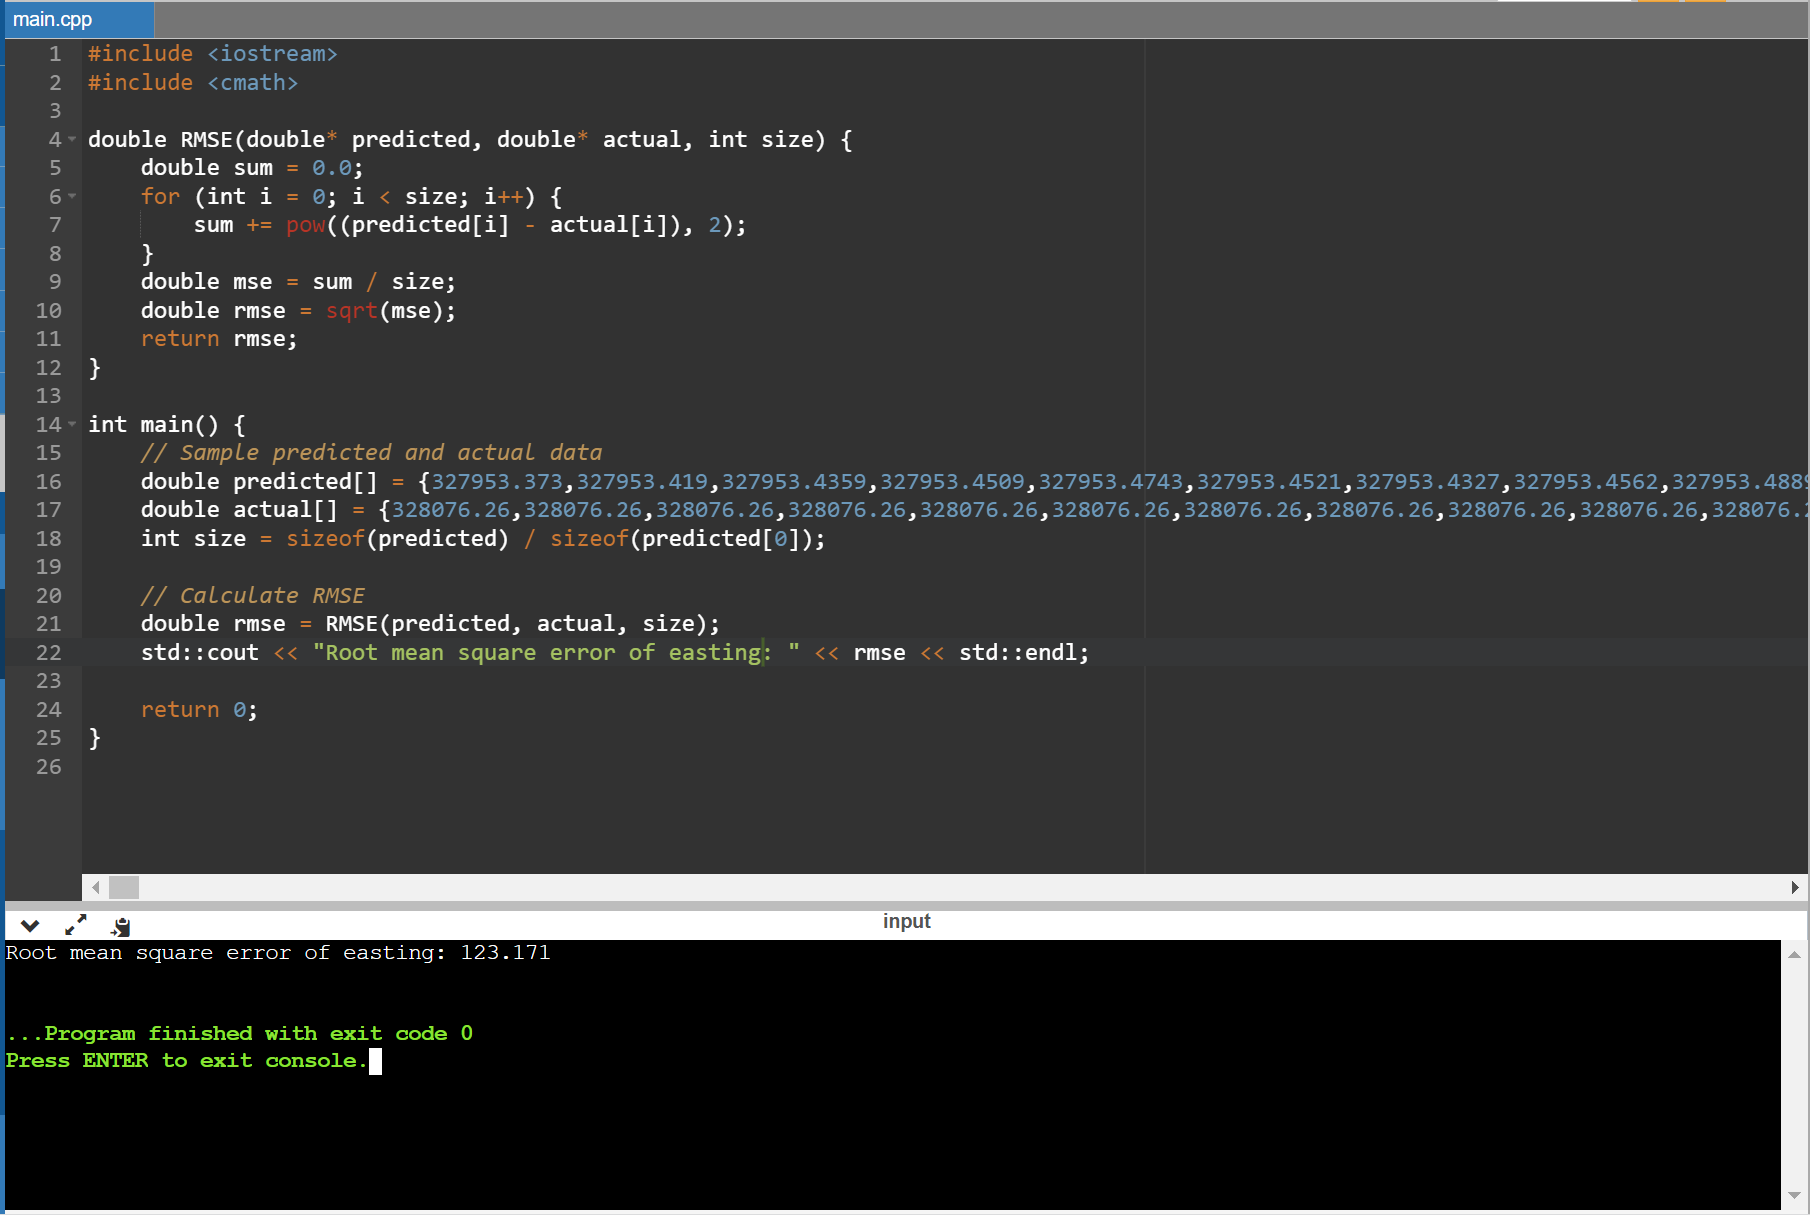 main.cpp
1 #include <iostream>
2 #include <cmath>
3
4 double RMSE(double* predicted, double* actual, int size) {
5     double sum = 0.0;
6     for (int i = 0; i < size; i++) {
7         sum += pow((predicted[i] - actual[i]), 2);
8     }
9     double mse = sum / size;
10     double rmse = sqrt(mse);
11     return rmse;
12 }
13
14 int main() {
15     // Sample predicted and actual data
16     double predicted[] = {327953.373,327953.419,327953.4359,327953.4509,327953.4743,327953.4521,327953.4327,327953.4562,327953.488
17     double actual[] = {328076.26,328076.26,328076.26,328076.26,328076.26,328076.26,328076.26,328076.26,328076.26,328076.26,328076.
18     int size = sizeof(predicted) / sizeof(predicted[0]);
19
20     // Calculate RMSE
21     double rmse = RMSE(predicted, actual, size);
22     std::cout << "Root mean square error of easting: " << rmse << std::endl;
23
24     return 0;
25 }
26
input
Root mean square error of easting: 123.171
...Program finished with exit code 0
Press ENTER to exit console.